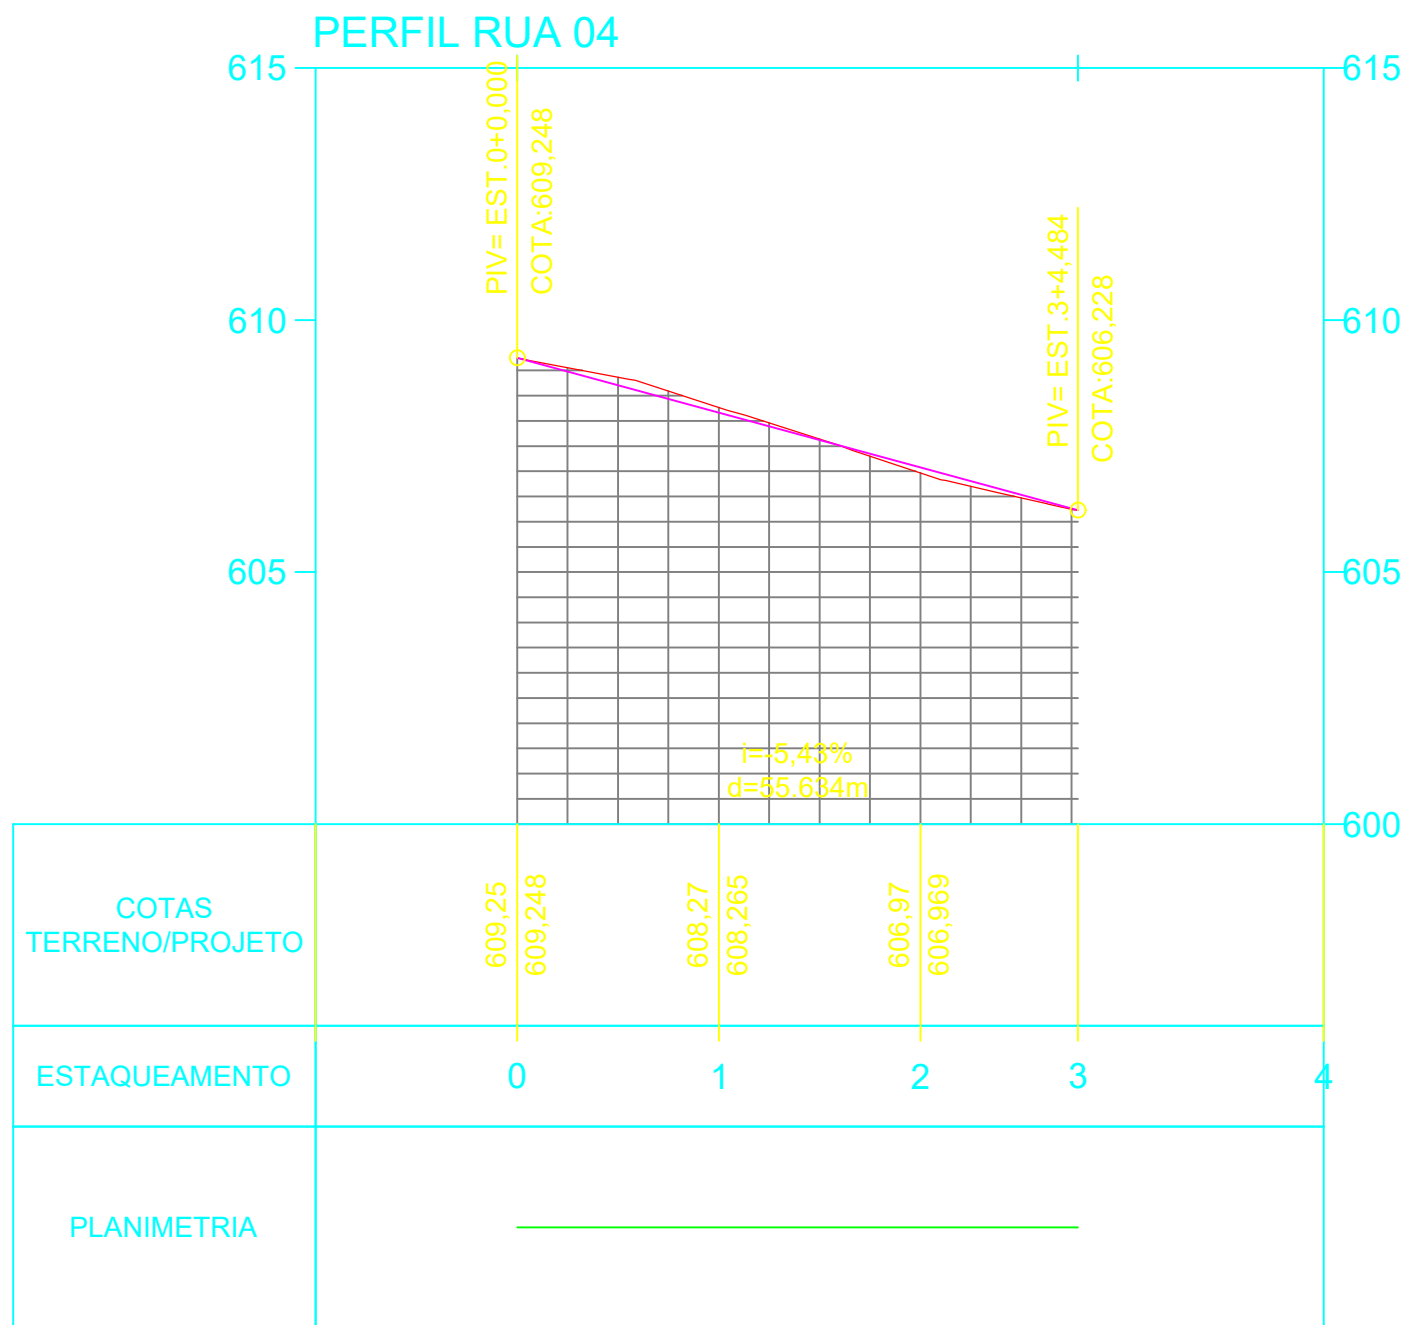 PERFIL RUA 04
615
615
PIV= EST.0+0,000
COTA:609,248
PIV= EST.3+4,484
COTA:606,228
610
610
605
605
i=-5,43%
d=55.634m
600
COTAS
TERRENO/PROJETO
609,25
609,248
608,27
608,265
606,97
606,969
ESTAQUEAMENTO
0
1
2
3
4
PLANIMETRIA